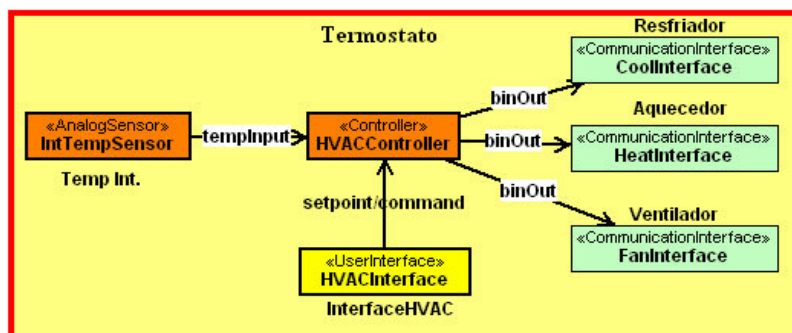 Termostato
Resfriador
«CommunicationInterface»
CoolInterface
binOut
Aquecedor
«AnalogSensor»
IntTempSensor
tempInput
«Controller»
HVACController
binOut
«CommunicationInterface»
HeatInterface
Temp Int.
binOut
setpoint/command
Ventilador
«CommunicationInterface»
FanInterface
«UserInterface»
HVACInterface
InterfaceHVAC